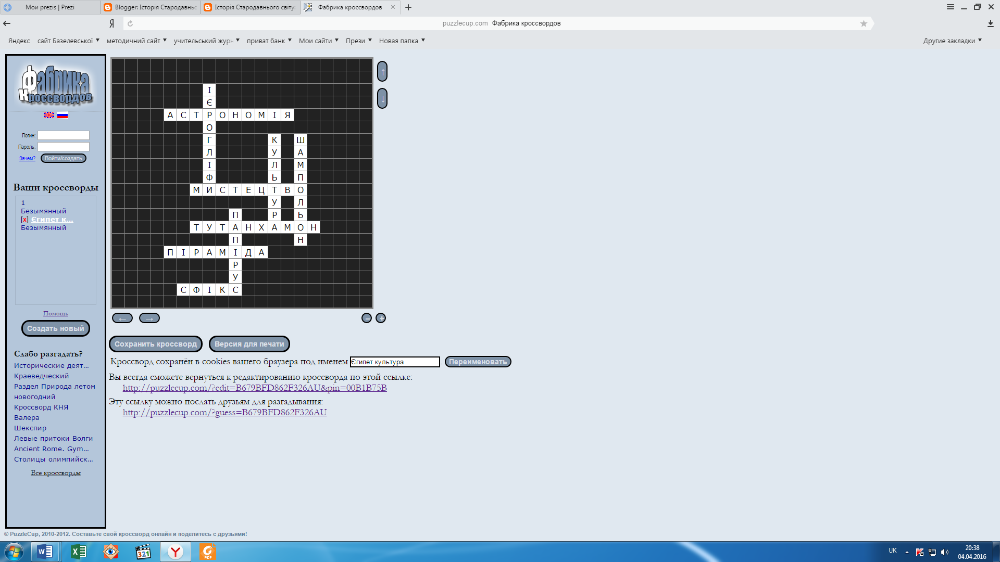 Мои prezis | Prezi
Blogger: Історія Стародавньс
Історія Стародавнього світу:
Фабрика кроссвордов
Я
puzzlecup.com Фабрика кроссвордов
Яндекс
сайт Базелевської
методичний сайт
учительський журн
приват банк
Мои сайти
Прези
Новая папка
Другие закладки
Фабрика
Кроссвордов
Логин:
Пароль:
Зачем?
Войти/создать
Ваши кроссворды
1
Безымянный
[x] Єгипет к...
Безымянный
Помощь
Создать новый
Слабо разгадать?
Исторические деят...
Краеведческий
Раздел Природа летом
новогодний
Кроссворд КНЯ
Валера
Шекспир
Левые притоки Волги
Ancient Rome. Gym...
Столицы олимпийск...
Все кроссворды
І
Є
А С Т Р О Н О М І Я
О
Г К Ш
Л У А
І Л М
Ф Ь П
М И С Т Е Ц Т В О
У Л
П Р Ь
Т У Т А Н Х А М О Н
П Н
П І Р А М І Д А
Р
У
С Ф І К С
← →
↑
↓
- +
Сохранить кроссворд
Версия для печати
Кроссворд сохранён в cookies вашего браузера под именем Єгипет культура. Переименовать
Вы всегда сможете вернуться к редактированию кроссворда по этой ссылке:
http://puzzlecup.com/?edit=B679BFD862F326AU&pin=00B1B75B
Эту ссылку можно послать друзьям для разгадывания:
http://puzzlecup.com/?guess=B679BFD862F326AU
© PuzzleCup, 2010-2012. Составьте свой кроссворд онлайн и поделитесь с друзьями!
W
X
321
Y
PDF
UK
20:38
04.04.2016